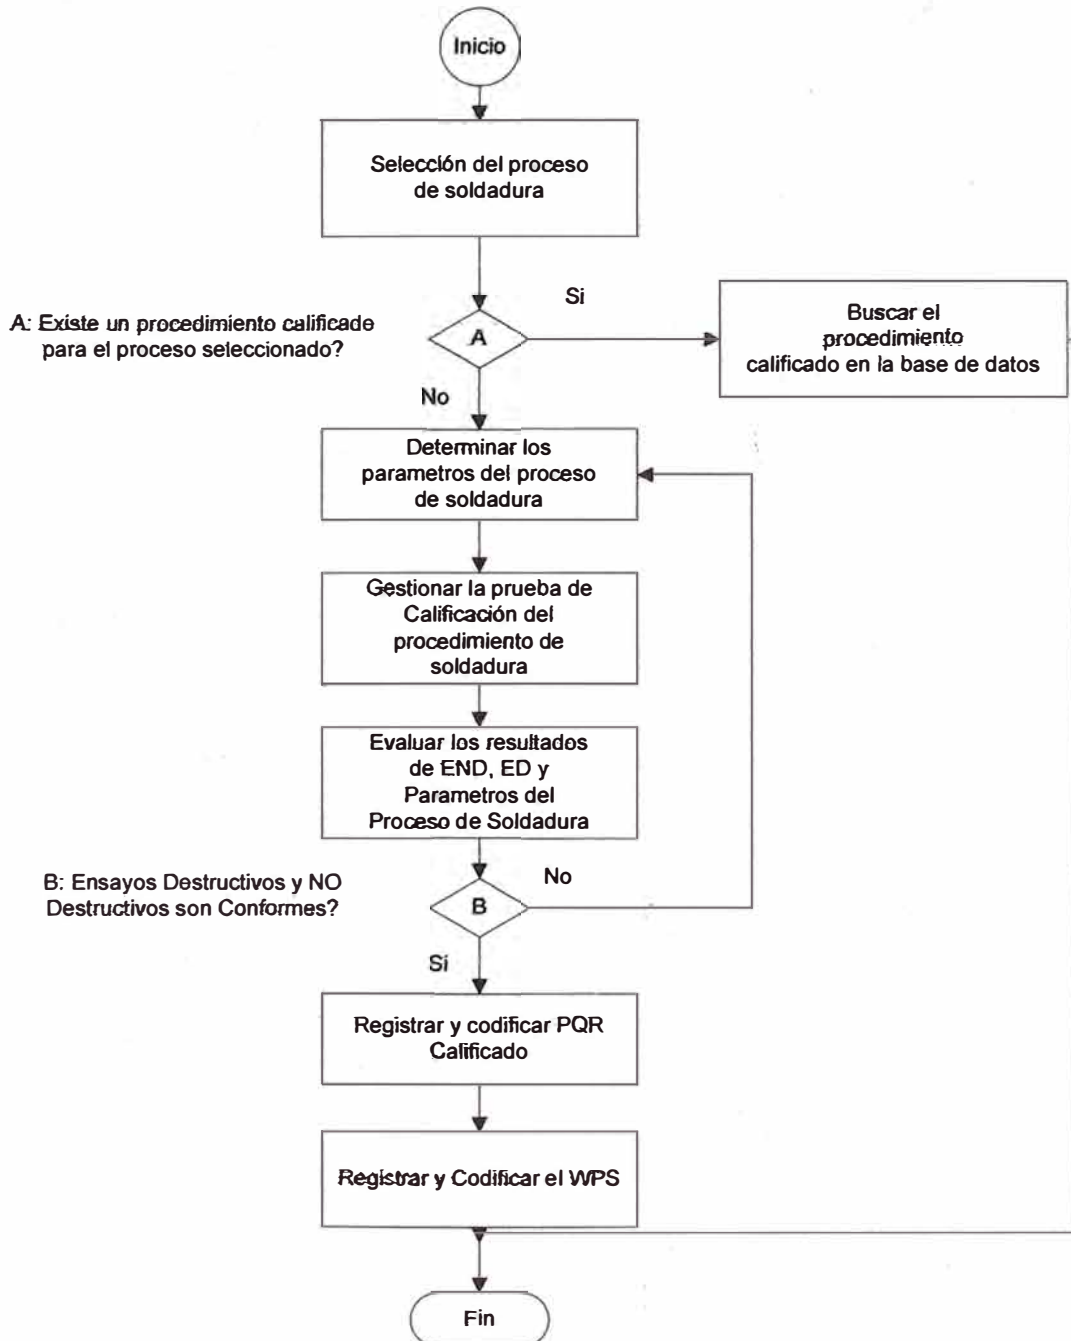 Inicio
Selección del proceso
de soldadura
Si
A: Existe un procedimiento calificado
para el proceso seleccionado?
A
Buscar el
procedimiento
calificado en la base de datos
No
Determinar los
parametros del proceso
de soldadura
Gestionar la prueba de
Calificación del
procedimiento de
soldadura
Evaluar los resultados
de END, ED y
Parametros del
Proceso de Soldadura
B: Ensayos Destructivos y NO
Destructivos son Conformes?
B
No
Si
Registrar y codificar PQR
Calificado
Registrar y Codificar el WPS
Fin